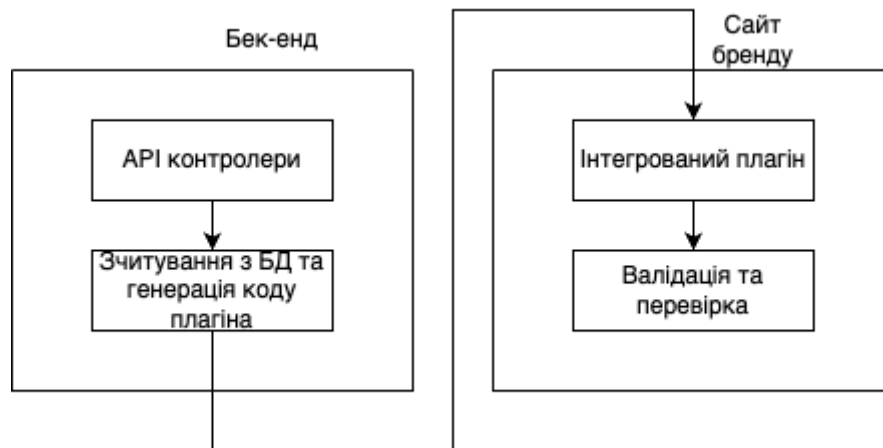 Бек-енд
API контролери
Зчитування з БД та
генерація коду
плагіна
Сайт
бренду
Інтегрований плагін
Валідація та
перевірка